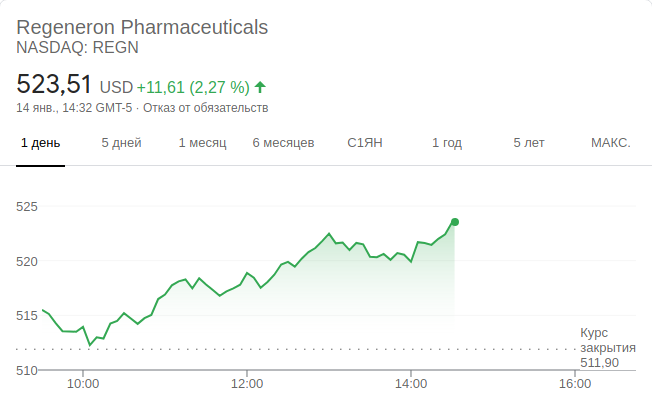 Regeneron Pharmaceuticals
NASDAQ: REGN
523,51 USD +11,61 (2,27 %)
14 янв., 14:32 GMT-5 · Отказ от обязательств
1 день 5 дней 1 месяц 6 месяцев С1ЯН 1 год 5 лет МАКС.
525
520
515
Курс
закрытия
511,90
510
10:00 12:00 14:00 16:00